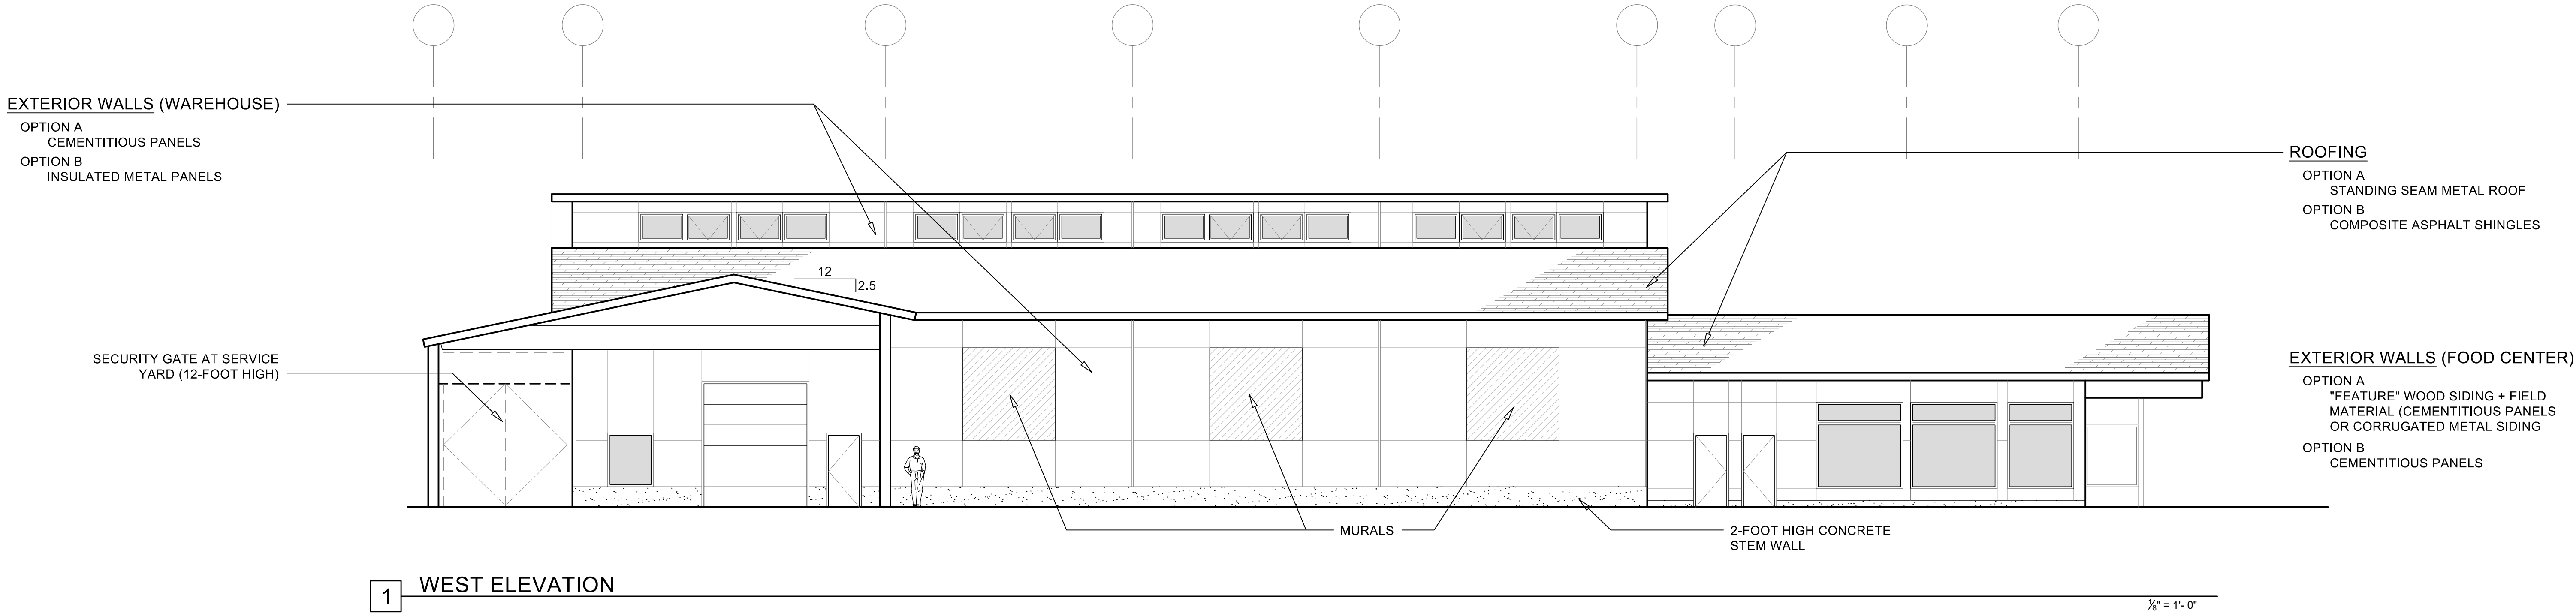 EXTERIOR WALLS (WAREHOUSE)
OPTION A
CEMENTITIOUS PANELS
OPTION B
INSULATED METAL PANELS
ROOFING
OPTION A
STANDING SEAM METAL ROOF
OPTION B
COMPOSITE ASPHALT SHINGLES
12
2.5
SECURITY GATE AT SERVICE
YARD (12-FOOT HIGH)
EXTERIOR WALLS (FOOD CENTER)
OPTION A
"FEATURE" WOOD SIDING + FIELD
MATERIAL (CEMENTITIOUS PANELS
OR CORRUGATED METAL SIDING
OPTION B
CEMENTITIOUS PANELS
MURALS
2-FOOT HIGH CONCRETE
STEM WALL
1 WEST ELEVATION
⅛" = 1'- 0"